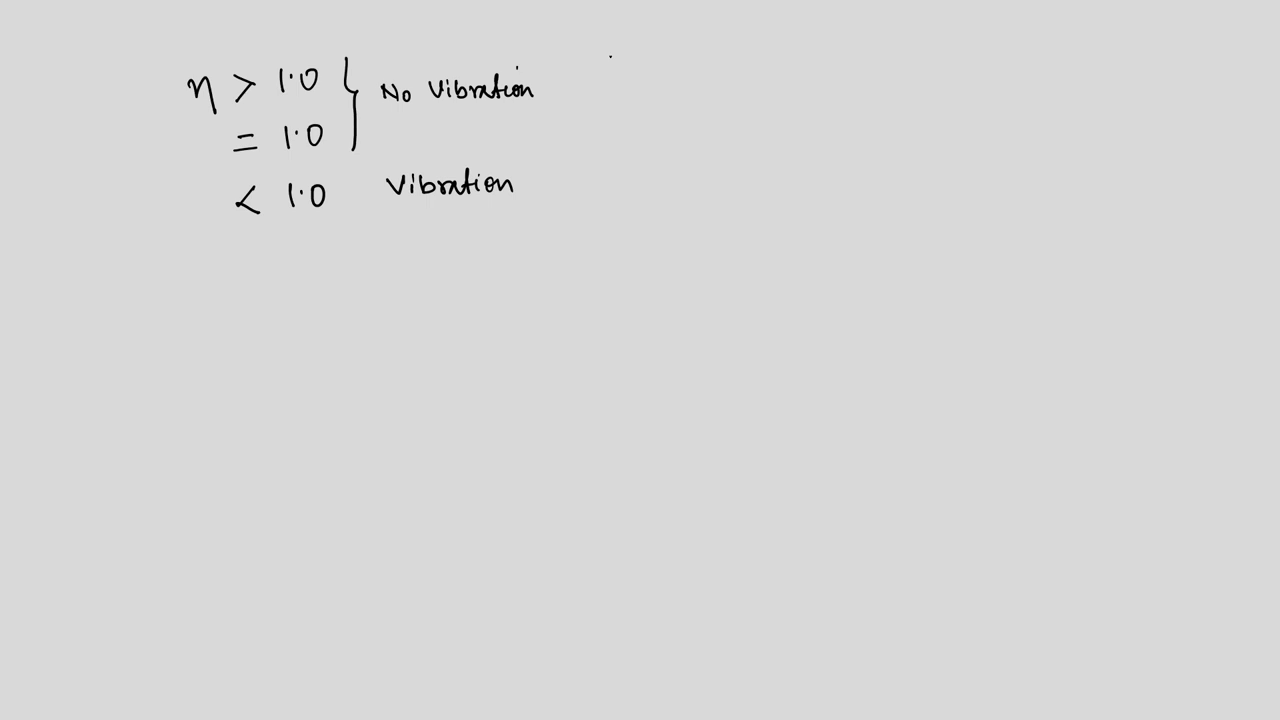 η > 1.0 } No Vibration
= 1.0
< 1.0 Vibration